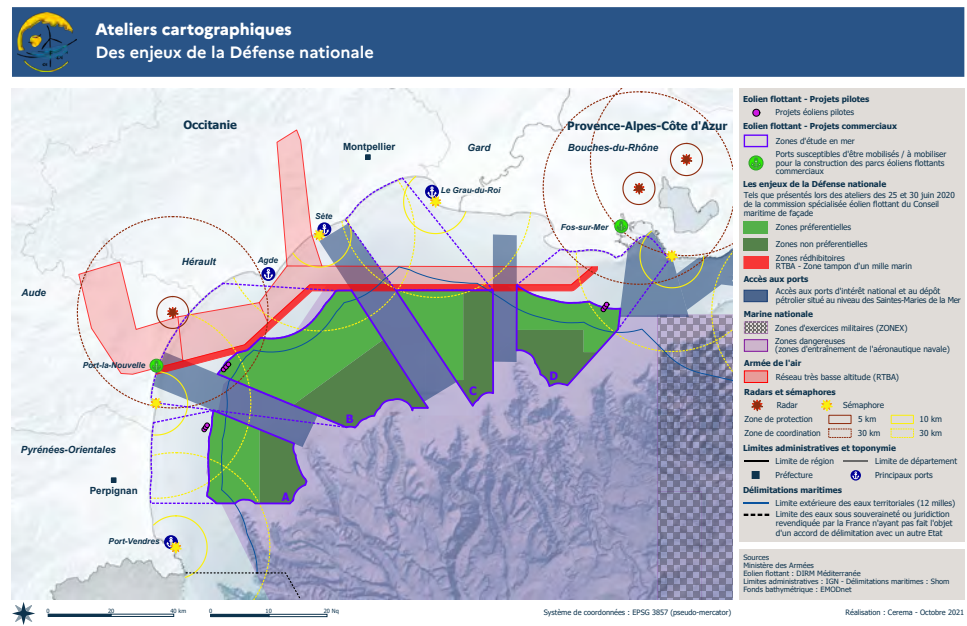 Ateliers cartographiques
Des enjeux de la Défense nationale
Occitanie
Provence-Alpes-Côte d'Azur
Montpellier
Gard
Bouches-du-Rhône
Le Grau-du-Roi
Sète
Fos-sur-Mer
Agde
Hérault
Aude
Port-la-Nouvelle
B
C
D
Pyrénées-Orientales
A
Perpignan
Port-Vendres
Eolien flottant - Projets pilotes
Projets éoliens pilotes
Eolien flottant - Projets commerciaux
Zones d'étude en mer
Ports susceptibles d'être mobilisés / à mobiliser
pour la construction des parcs éoliens flottants
commerciaux
Les enjeux de la Défense nationale
Tels que présentés lors des ateliers des 25 et 30 juin 2020
de la commission spécialisée éolien flottant du Conseil
maritime de façade
Zones préférentielles
Zones non préférentielles
Zones rédhibitoires
RTBA - Zone tampon d'un mille marin
Accès aux ports
Accès aux ports d'intérêt national et au dépôt
pétrolier situé au niveau des Saintes-Maries de la Mer
Marine nationale
Zones d'exercices militaires (ZONEX)
Zones dangereuses
(zones d'entraînement de l'aéronautique navale)
Armée de l'air
Réseau très basse altitude (RTBA)
Radars et sémaphores
Radar Sémaphore
Zone de protection 5 km 10 km
Zone de coordination 30 km 30 km
Limites administratives et toponymie
Limite de région Limite de département
Préfecture Principaux ports
Délimitations maritimes
Limite extérieure des eaux territoriales (12 milles)
Limite des eaux sous souveraineté ou juridiction
revendiquée par la France n'ayant pas fait l'objet
d'un accord de délimitation avec un autre Etat
Sources
Ministère des Armées
Eolien flottant : DIRM Méditerranée
Limites administratives : IGN - Délimitations maritimes : Shom
Fonds bathymétrique : EMODnet
0 20 40 km
0 10 20 Nq
Système de coordonnées : EPSG 3857 (pseudo-mercator)
Réalisation : Cerema - Octobre 2021